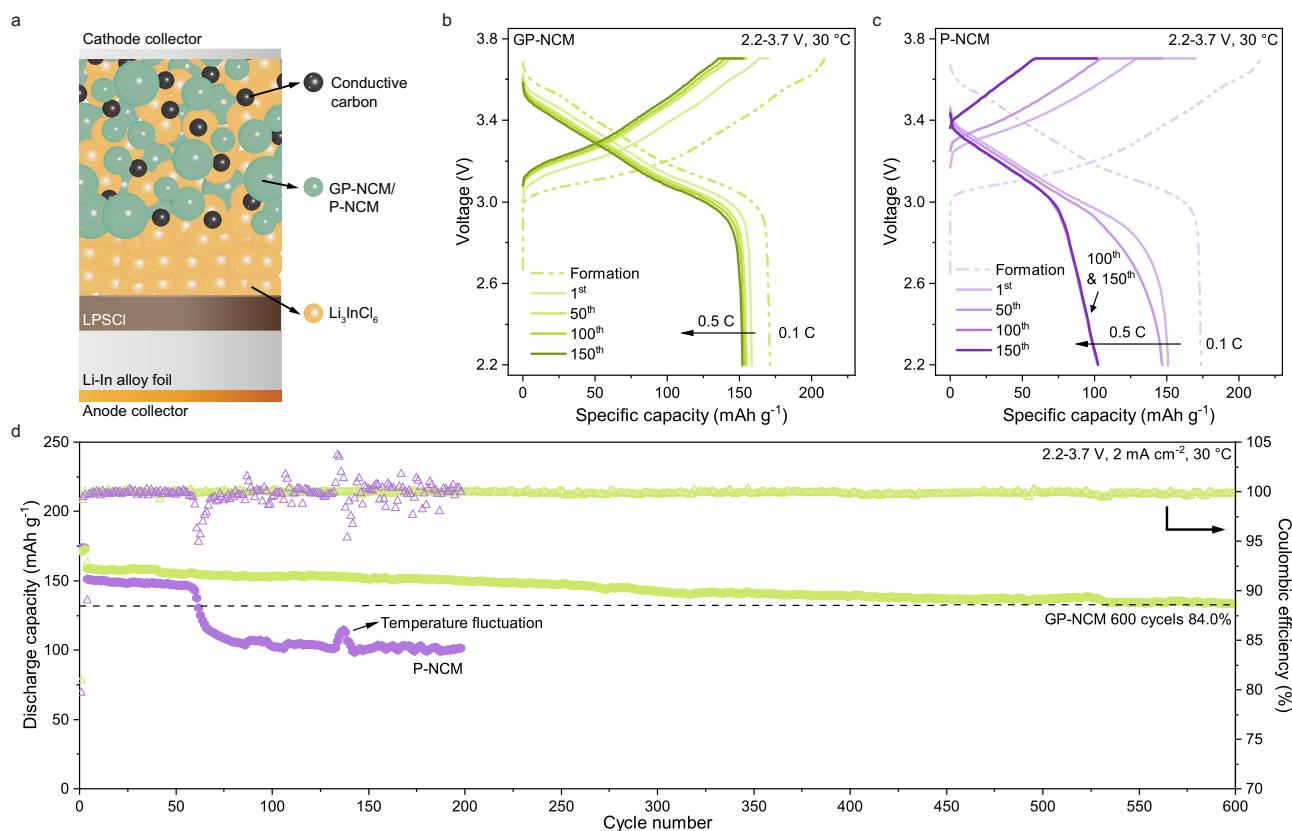 a
Cathode collector
Conductive
carbon
GP-NCM/
P-NCM
Li₃InCl₆
LPSCl
Li-In alloy foil
Anode collector
b
GP-NCM
2.2-3.7 V, 30 °C
3.8
3.4
3.0
2.6
2.2
Voltage (V)
Formation
1ˢᵗ
50ᵗʰ
100ᵗʰ
150ᵗʰ
0.5 C
0.1 C
0 50 100 150 200
Specific capacity (mAh g⁻¹)
c
P-NCM
2.2-3.7 V, 30 °C
3.8
3.4
3.0
2.6
2.2
Voltage (V)
Formation
1ˢᵗ
50ᵗʰ
100ᵗʰ
150ᵗʰ
100ᵗʰ
& 150ᵗʰ
0.5 C
0.1 C
0 50 100 150 200
Specific capacity (mAh g⁻¹)
d
2.2-3.7 V, 2 mA cm⁻², 30 °C
250
200
150
100
50
0
Discharge capacity (mAh g⁻¹)
Temperature fluctuation
P-NCM
GP-NCM 600 cycels 84.0%
105
100
95
90
85
80
75
70
Coulombic efficiency (%)
0 50 100 150 200 250 300 350 400 450 500 550 600
Cycle number